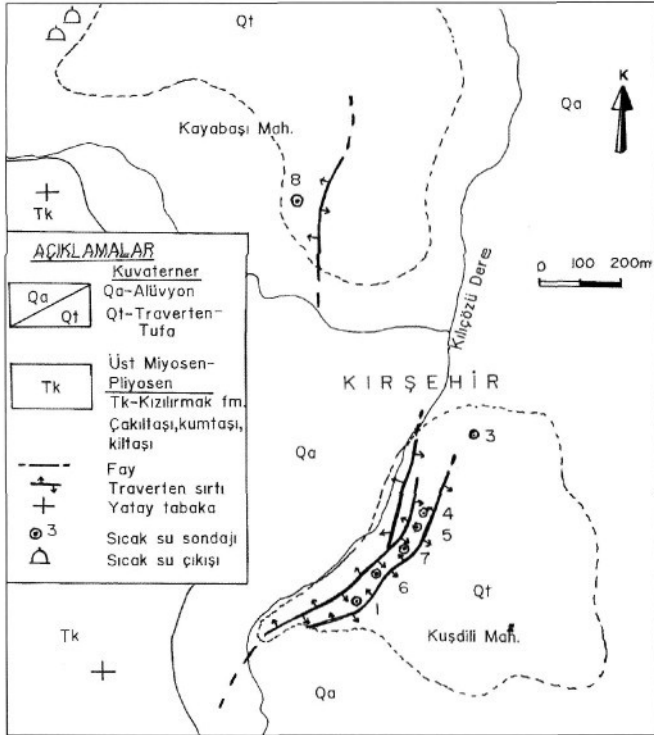 Qt
K
Qa
Kayabaşı Mah.
8
Tk
AÇIKLAMALAR
Kuvaterner
Qa
Qt
Qa-Alüvyon
Qt-Traverten-
Tufa
Tk
Üst Miyosen-
Pliyosen
Tk-Kızılırmak fm.
Çakıltaşı,kumtaşı,
kiltaşı
Fay
Traverten sırtı
Yatay tabaka
3
Sıcak su sondajı
Sıcak su çıkışı
0 100 200m
Kılıçözü Dere
KIRŞEHİR
3
Qa
4
5
7
6
1
Qt
Kuşdili Mah.
Tk
Qa